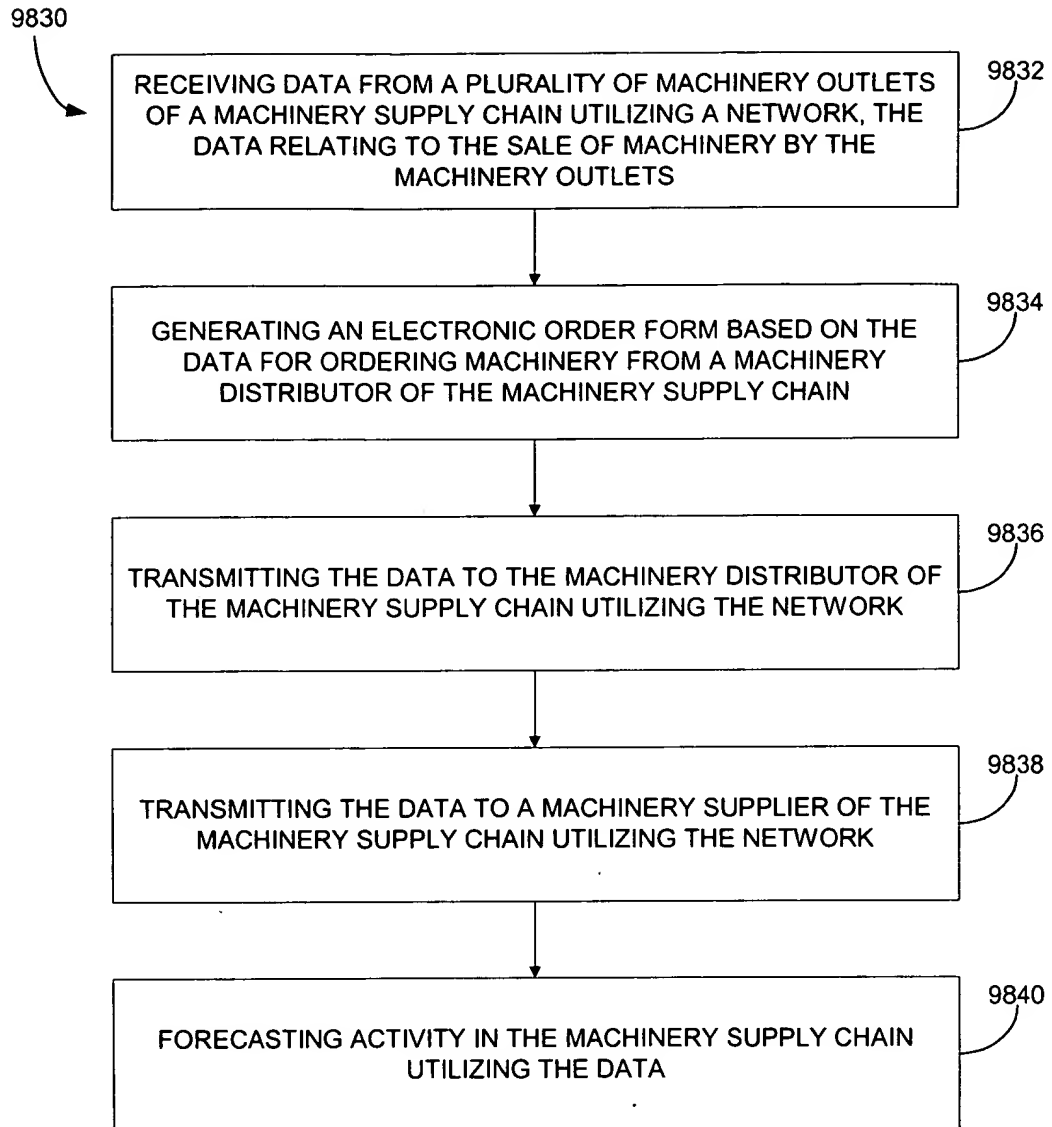 9830
RECEIVING DATA FROM A PLURALITY OF MACHINERY OUTLETS
OF A MACHINERY SUPPLY CHAIN UTILIZING A NETWORK, THE
DATA RELATING TO THE SALE OF MACHINERY BY THE
MACHINERY OUTLETS
9832
GENERATING AN ELECTRONIC ORDER FORM BASED ON THE
DATA FOR ORDERING MACHINERY FROM A MACHINERY
DISTRIBUTOR OF THE MACHINERY SUPPLY CHAIN
9834
TRANSMITTING THE DATA TO THE MACHINERY DISTRIBUTOR OF
THE MACHINERY SUPPLY CHAIN UTILIZING THE NETWORK
9836
TRANSMITTING THE DATA TO A MACHINERY SUPPLIER OF THE
MACHINERY SUPPLY CHAIN UTILIZING THE NETWORK
9838
FORECASTING ACTIVITY IN THE MACHINERY SUPPLY CHAIN
UTILIZING THE DATA
9840